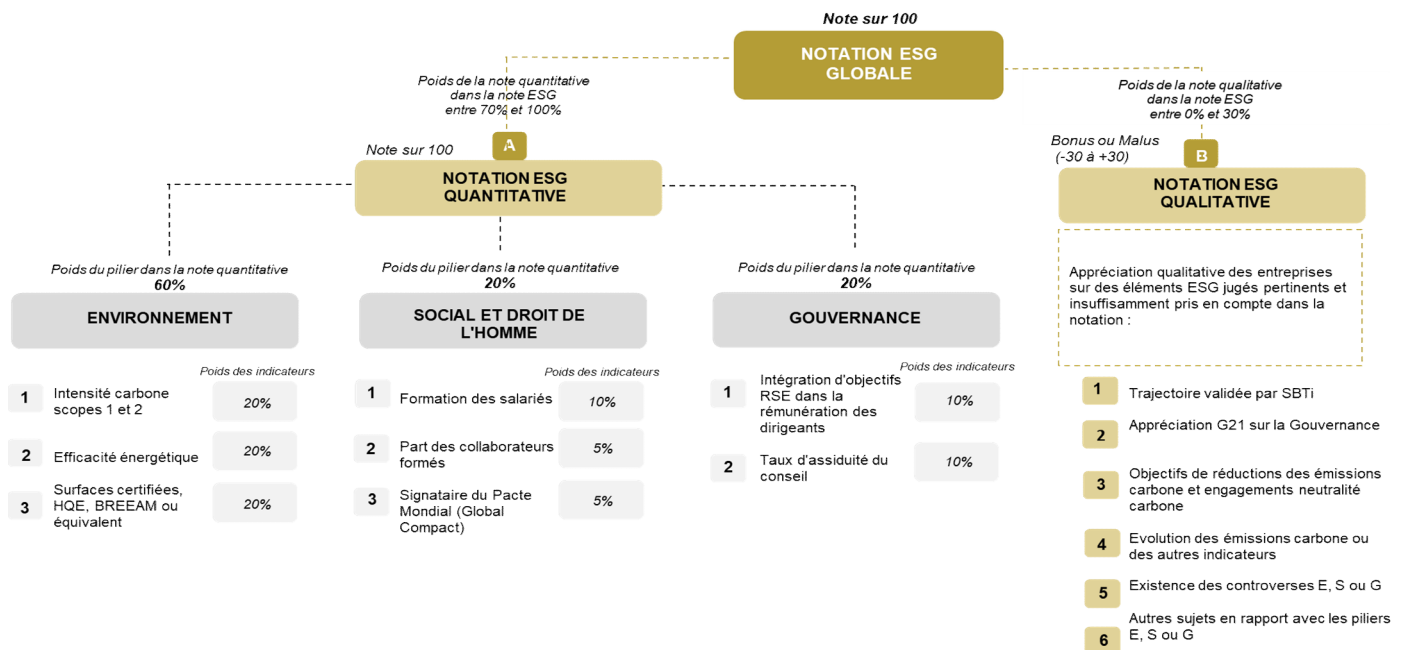 Note sur 100
NOTATION ESG
GLOBALE
Poids de la note quantitative
dans la note ESG
entre 70% et 100%
Poids de la note qualitative
dans la note ESG
entre 0% et 30%
A
Note sur 100
NOTATION ESG
QUANTITATIVE
Bonus ou Malus
(-30 à +30)
B
NOTATION ESG
QUALITATIVE
Poids du pilier dans la note quantitative
60%
ENVIRONNEMENT
Poids des indicateurs
1
Intensité carbone
scopes 1 et 2
20%
2
Efficacité énergétique
20%
3
Surfaces certifiées,
HQE, BREEAM ou
équivalent
20%
Poids du pilier dans la note quantitative
20%
SOCIAL ET DROIT DE
L'HOMME
Poids des indicateurs
1
Formation des salariés
10%
2
Part des collaborateurs
formés
5%
3
Signataire du Pacte
Mondial (Global
Compact)
5%
Poids du pilier dans la note quantitative
20%
GOUVERNANCE
Poids des indicateurs
1
Intégration d'objectifs
RSE dans la
rémunération des
dirigeants
10%
2
Taux d'assiduité du
conseil
10%
Appréciation qualitative des entreprises
sur des éléments ESG jugés pertinents et
insuffisamment pris en compte dans la
notation :
1
Trajectoire validée par SBTi
2
Appréciation G21 sur la Gouvernance
3
Objectifs de réductions des émissions
carbone et engagements neutralité
carbone
4
Evolution des émissions carbone ou
des autres indicateurs
5
Existence des controverses E, S ou G
6
Autres sujets en rapport avec les piliers
E, S ou G